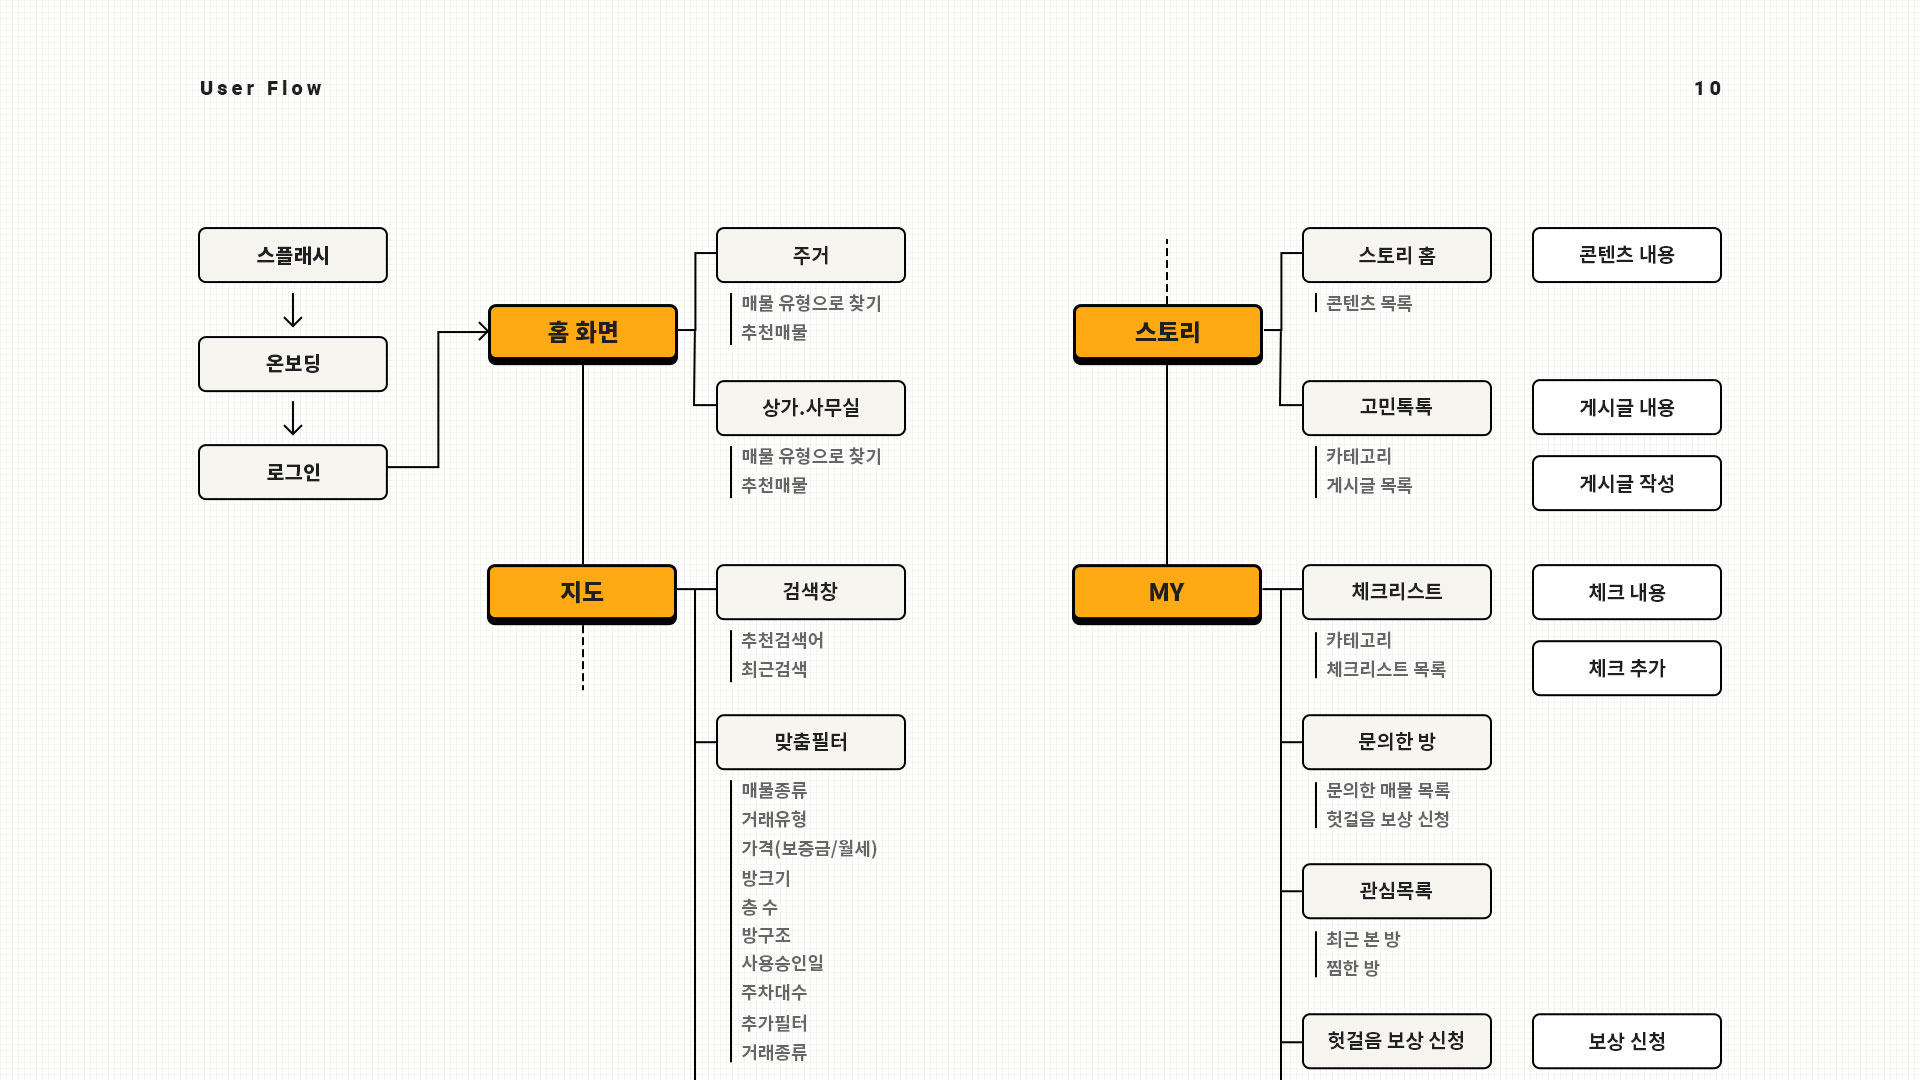 User Flow
10
스플래시
온보딩
로그인
홈 화면
주거
매물 유형으로 찾기
추천매물
상가.사무실
매물 유형으로 찾기
추천매물
지도
검색창
추천검색어
최근검색
맞춤필터
매물종류
거래유형
가격(보증금/월세)
방크기
층 수
방구조
사용승인일
주차대수
추가필터
거래종류
스토리
스토리 홈
콘텐츠 목록
콘텐츠 내용
고민톡톡
카테고리
게시글 목록
게시글 내용
게시글 작성
MY
체크리스트
카테고리
체크리스트 목록
체크 내용
체크 추가
문의한 방
문의한 매물 목록
헛걸음 보상 신청
관심목록
최근 본 방
찜한 방
헛걸음 보상 신청
보상 신청